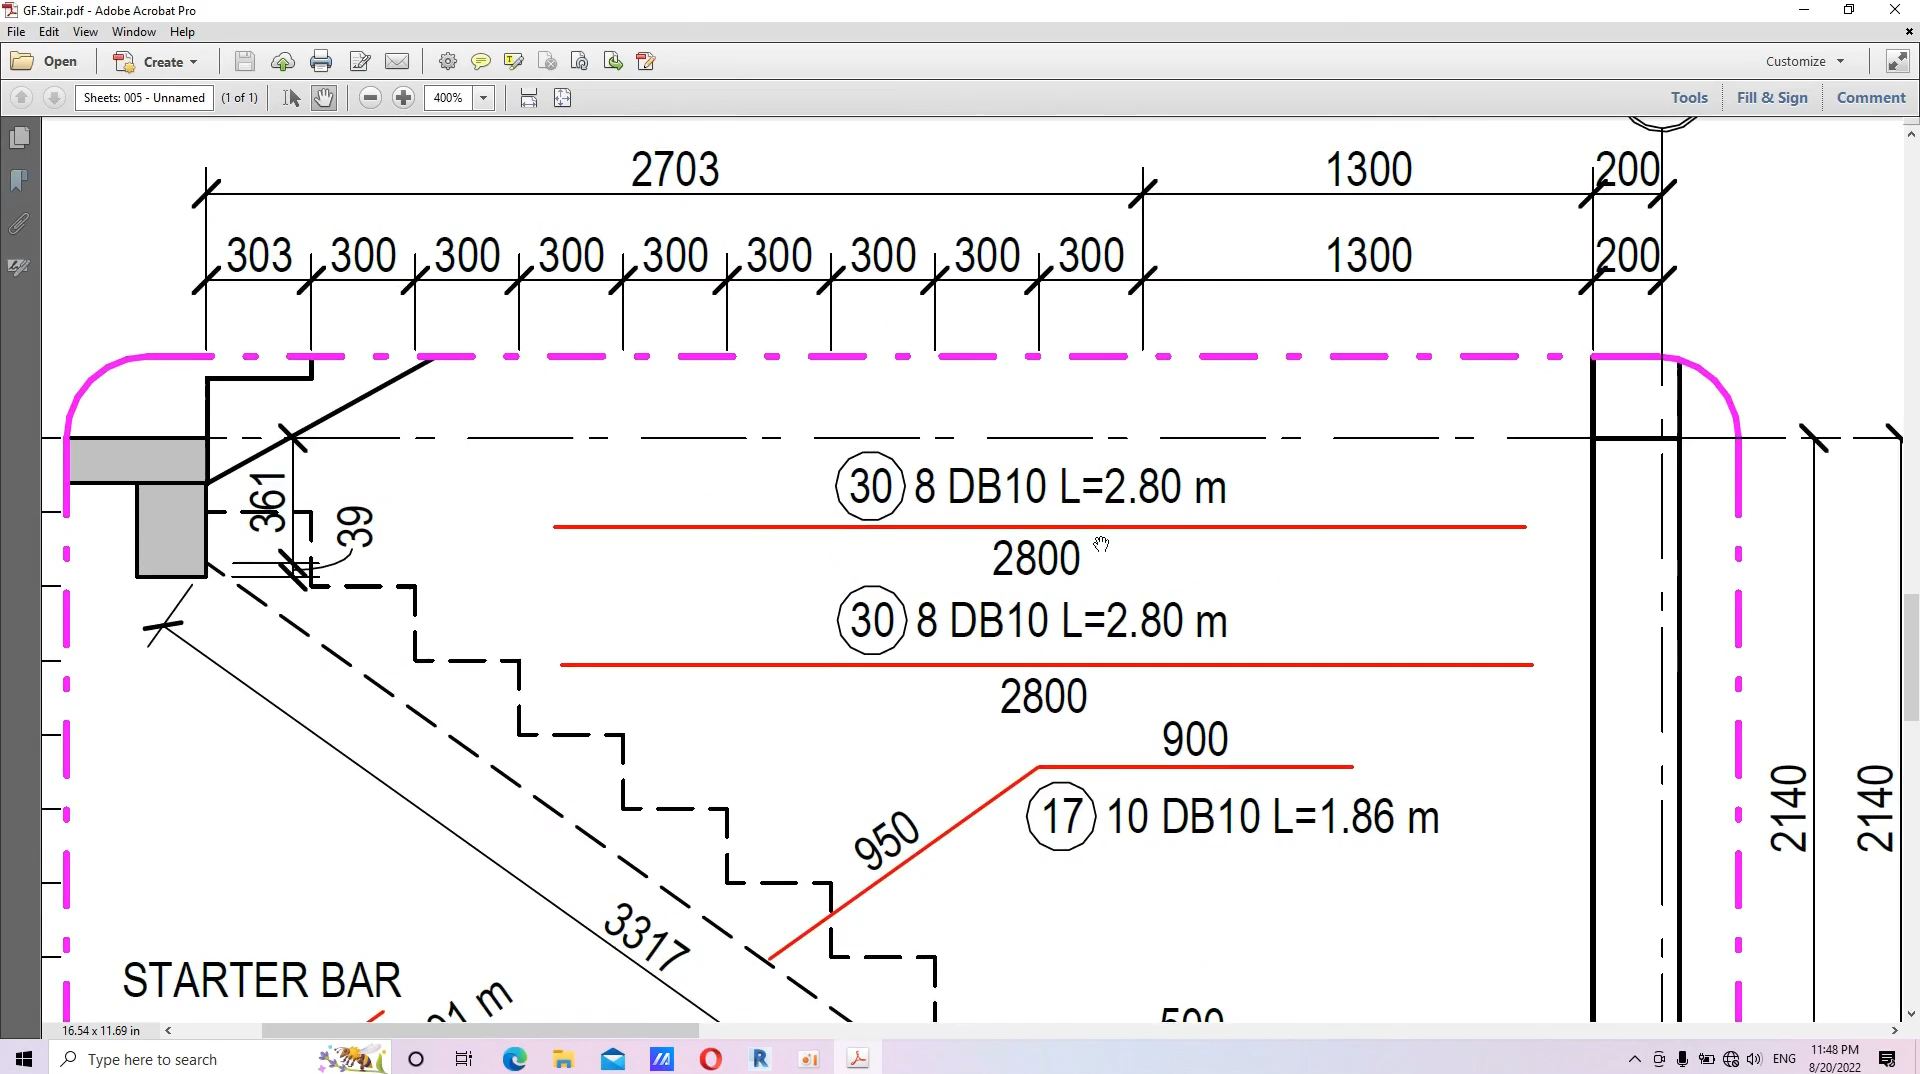 GF.Stair.pdf - Adobe Acrobat Pro
File Edit View Window Help
Open Create Customize
Sheets: 005 - Unnamed (1 of 1) 400% Tools Fill & Sign Comment
2703 1300 200
303 300 300 300 300 300 300 300 300 1300 200
361
39
30 8 DB10 L=2.80 m
2800
30 8 DB10 L=2.80 m
2800
900
17 10 DB10 L=1.86 m
950
2140
2140
3317
STARTER BAR
16.54 x 11.69 in
Type here to search
ENG
11:48 PM
8/20/2022